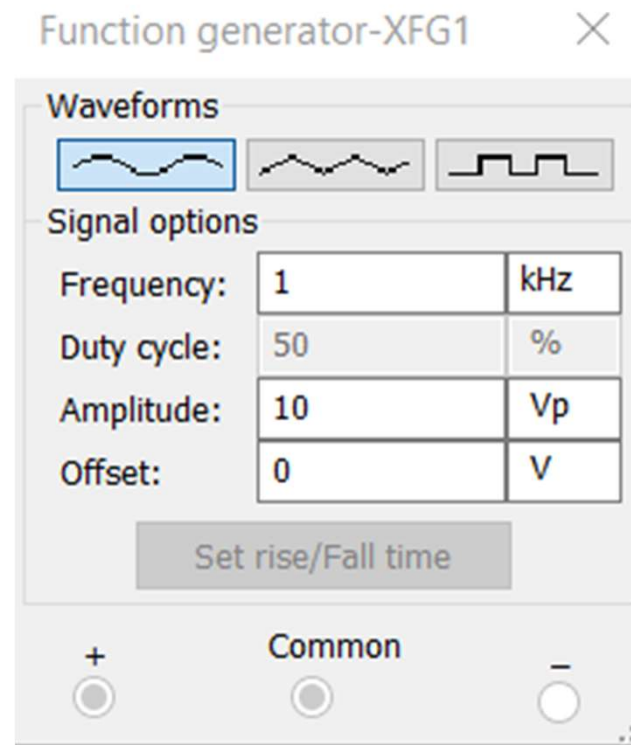 Function generator-XFG1
Waveforms
Signal options
Frequency: 1 kHz
Duty cycle: 50 %
Amplitude: 10 Vp
Offset: 0 V
Set rise/Fall time
+ Common −